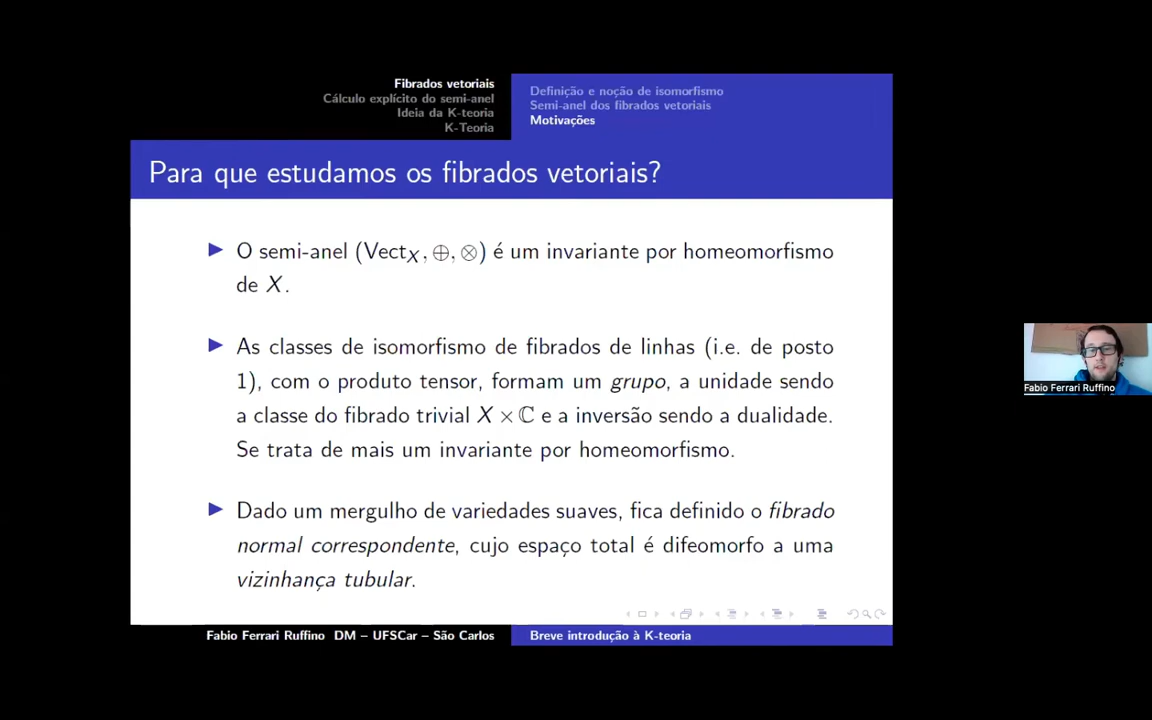 Fibrados vetoriais
Cálculo explícito do semi-anel
Ideia da K-teoria
K-Teoria
Definição e noção de isomorfismo
Semi-anel dos fibrados vetoriais
Motivações
Para que estudamos os fibrados vetoriais?
O semi-anel (Vect_X, ⊕, ⊗) é um invariante por homeomorfismo
de X.
As classes de isomorfismo de fibrados de linhas (i.e. de posto
1), com o produto tensor, formam um grupo, a unidade sendo
a classe do fibrado trivial X × ℂ e a inversão sendo a dualidade.
Se trata de mais um invariante por homeomorfismo.
Dado um mergulho de variedades suaves, fica definido o fibrado
normal correspondente, cujo espaço total é difeomorfo a uma
vizinhança tubular.
Fabio Ferrari Ruffino DM – UFSCar – São Carlos
Breve introdução à K-teoria
Fabio Ferrari Ruffino